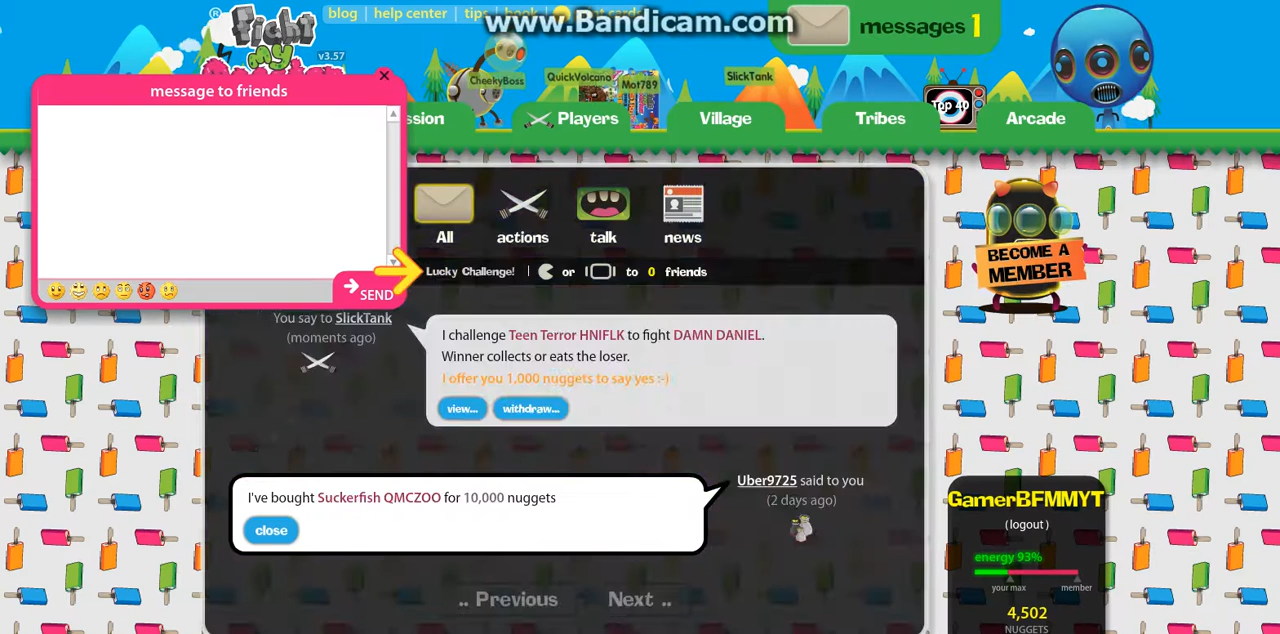 www.Bandicam.com
blog | help center | tips
messages 1
Fight
my
v3.57
CheekyBoss
QuickVolcano
Mot789
SlickTank
Top 40
message to friends
ssion
Players
Village
Tribes
Arcade
All
actions
talk
news
Lucky Challenge! | or to 0 friends
SEND
BECOME A
MEMBER
You say to SlickTank
(moments ago)
I challenge Teen Terror HNIFLK to fight DAMN DANIEL.
Winner collects or eats the loser.
I offer you 1,000 nuggets to say yes :-)
view...
withdraw...
Uber9725 said to you
(2 days ago)
I've bought Suckerfish QMCZOO for 10,000 nuggets
close
.. Previous
Next ..
GamerBFMMYT
(logout)
energy 93%
your max
member
4,502
NUGGETS